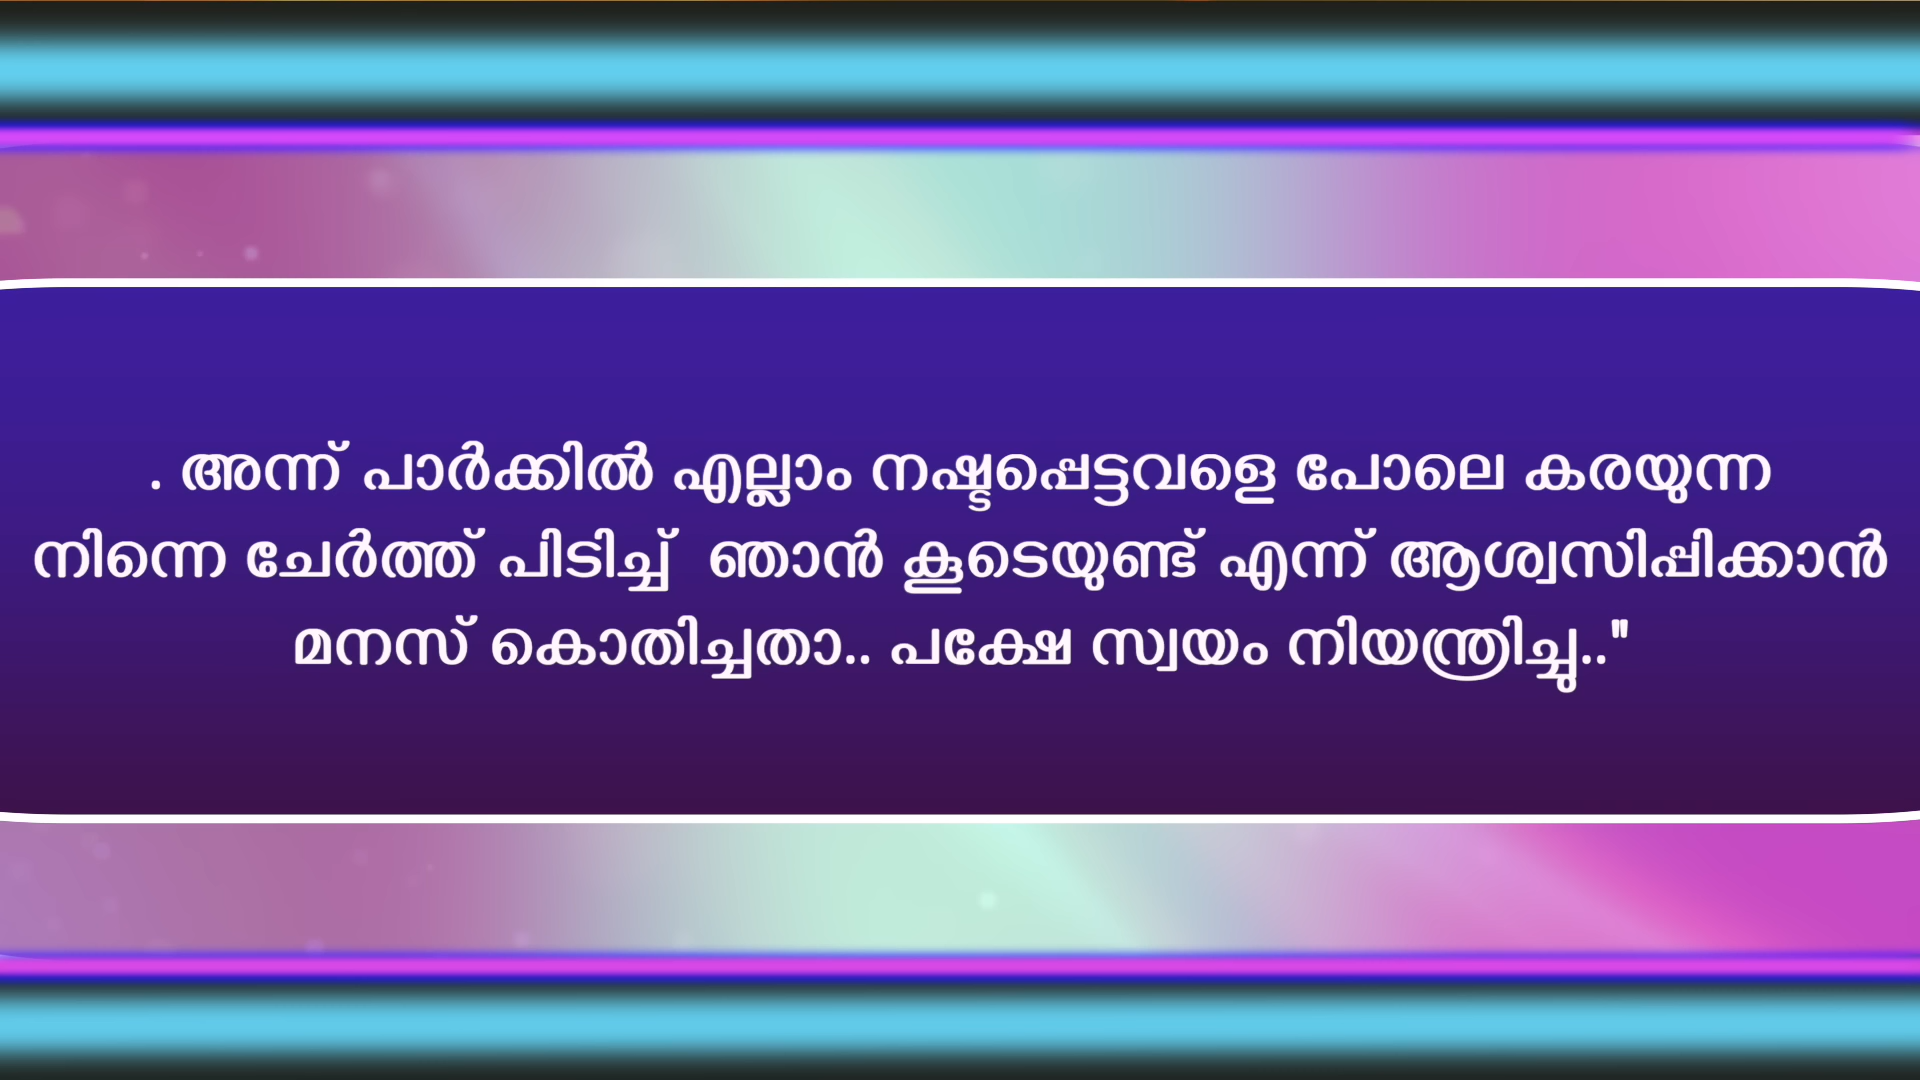 . അന്ന് പാർക്കിൽ എല്ലാം നഷ്ടപ്പെട്ടവളെ പോലെ കരയുന്ന
നിന്നെ ചേർത്ത് പിടിച്ച്  ഞാൻ കൂടെയുണ്ട് എന്ന് ആശ്വസിപ്പിക്കാൻ
മനസ് കൊതിച്ചതാ.. പക്ഷേ സ്വയം നിയന്ത്രിച്ചു.."